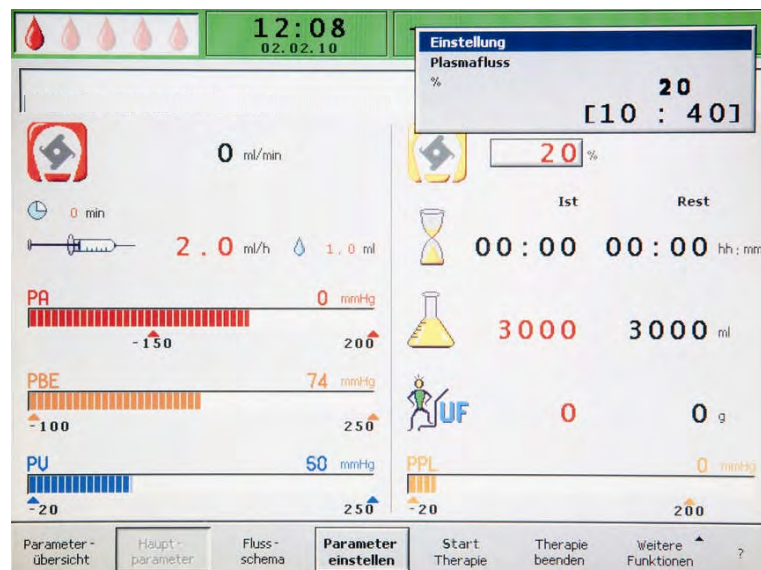 12:08
02.02.10
Einstellung
Plasmafluss
% 20
[10 : 40]
0 ml/min
20 %
0 min
Ist Rest
2.0 ml/h 1.0 ml
00:00 00:00 hh:mm
PA 0 mmHg
-150 200
3000 3000 ml
PBE 74 mmHg
-100 250
UF 0 0 g
PV 50 mmHg
-20 250
PPL 0 mmHg
-20 200
Parameter-
übersicht
Haupt-
parameter
Fluss-
schema
Parameter
einstellen
Start
Therapie
Therapie
beenden
Weitere
Funktionen
?